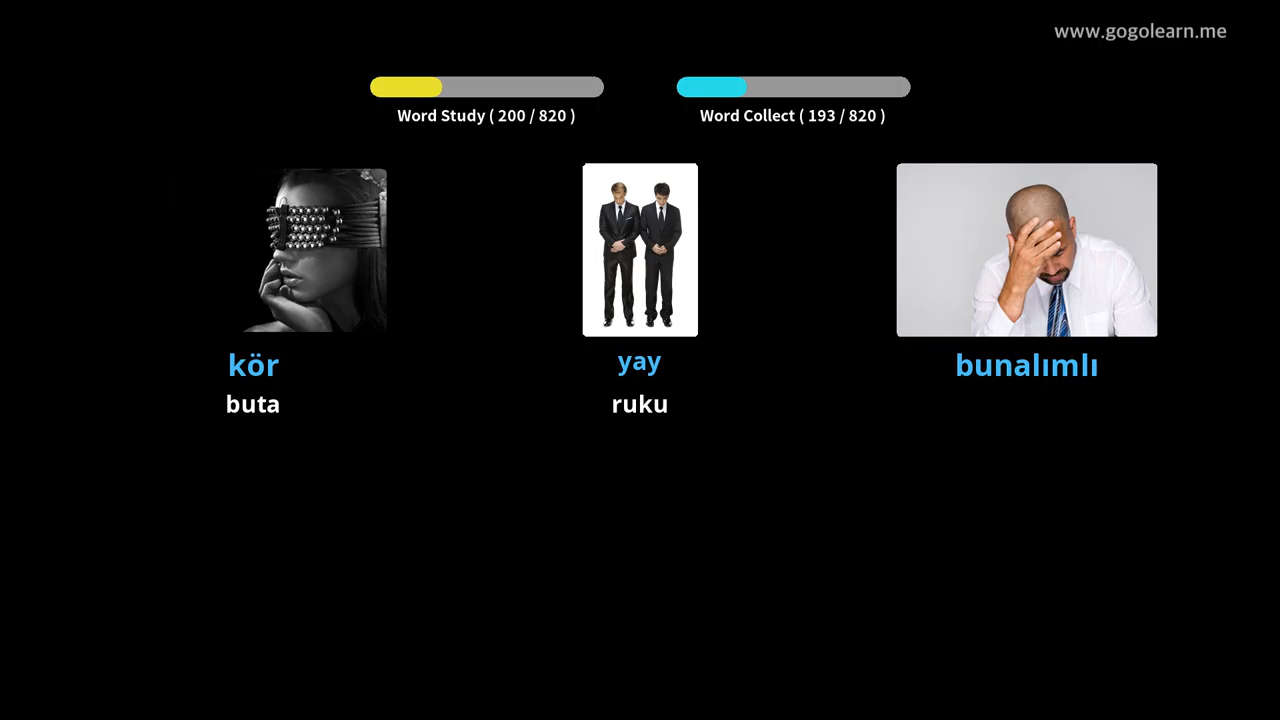 www.gogolearn.me
Word Study ( 200 / 820 )
Word Collect ( 193 / 820 )
kör
yay
bunalımlı
buta
ruku